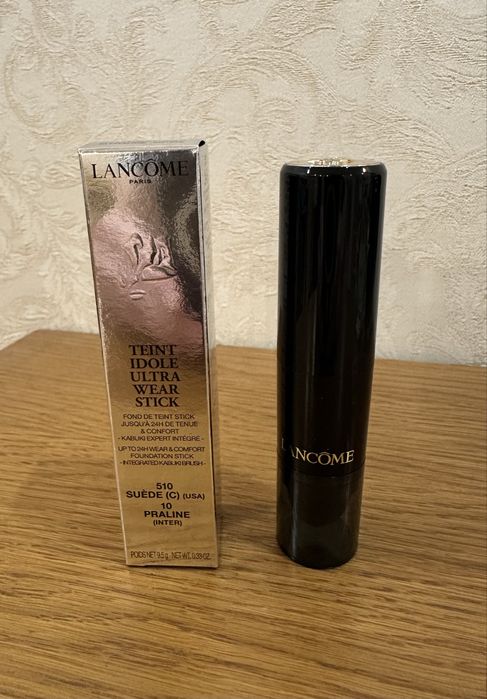 LANCÔME
PARIS
TEINT
IDOLE
ULTRA
WEAR
STICK
FOND DE TEINT STICK
JUSQU'À 24H DE TENUE
& CONFORT
- KABUKI EXPERT INTÉGRÉ -
UP TO 24H WEAR & COMFORT
FOUNDATION STICK
- INTEGRATED KABUKI BRUSH -
510
SUÈDE (C) (USA)
10
PRALINE
(INTER)
POIDS NET 9.5 g NET WT. 0.33 OZ.
LANCÔME